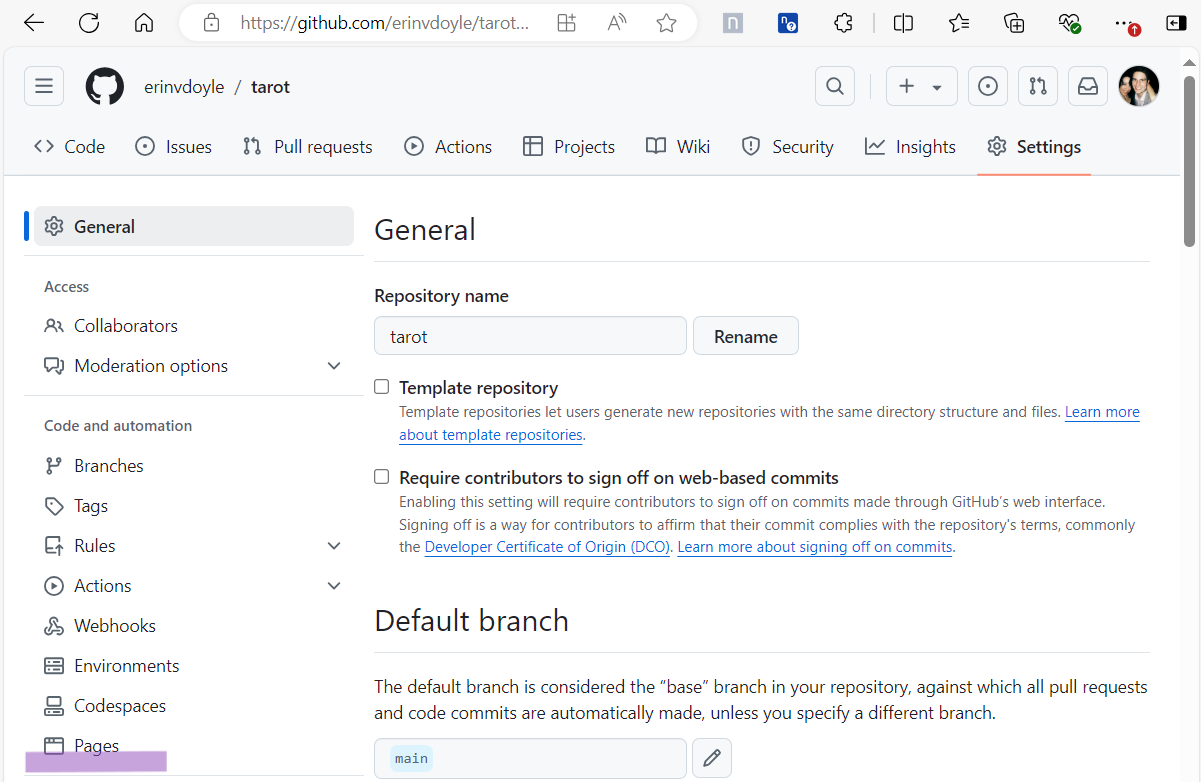 https://github.com/erinvdoyle/tarot...
erinvdoyle / tarot
Code Issues Pull requests Actions Projects Wiki Security Insights Settings
General
Access
Collaborators
Moderation options
Code and automation
Branches
Tags
Rules
Actions
Webhooks
Environments
Codespaces
Pages
General
Repository name
tarot Rename
Template repository
Template repositories let users generate new repositories with the same directory structure and files. Learn more
about template repositories.
Require contributors to sign off on web-based commits
Enabling this setting will require contributors to sign off on commits made through GitHub’s web interface.
Signing off is a way for contributors to affirm that their commit complies with the repository's terms, commonly
the Developer Certificate of Origin (DCO). Learn more about signing off on commits.
Default branch
The default branch is considered the “base” branch in your repository, against which all pull requests
and code commits are automatically made, unless you specify a different branch.
main